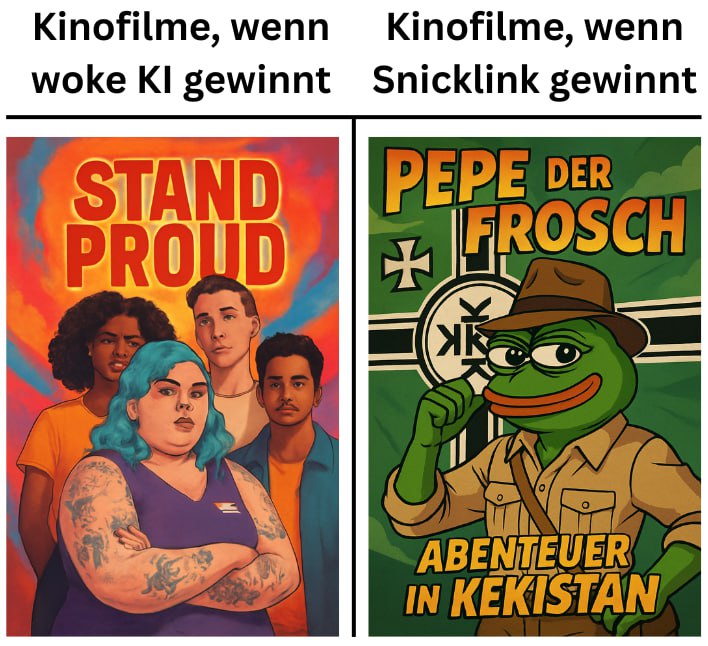 Kinofilme, wenn
woke KI gewinnt
Kinofilme, wenn
Snicklink gewinnt
STAND
PROUD
PEPE DER
FROSCH
ABENTEUER
IN KEKISTAN